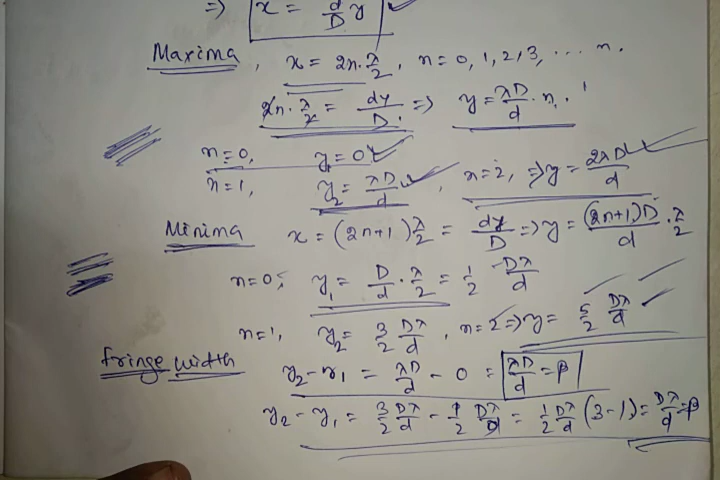 => x = d/D y
Maxima, x = 2n·λ/2, n = 0, 1, 2, 3, ... n.
2n·λ/2 = dy/D. => y = λD/d · n.
n = 0, y = 0
n = 1, y₂ = λD/d, n = 2, => y = 2λD/d
Minima x = (2n+1)λ/2 = dy/D => y = (2n+1)D/d · λ/2
n = 0, y₁ = D/d · λ/2 = 1/2 Dλ/d
n = 1, y₂ = 3/2 Dλ/d, n = 2 => y = 5/2 Dλ/d
Fringe width
y₂ - y₁ = λD/d - 0 = λD/d = β
y₂ - y₁ = 3/2 Dλ/d - 1/2 Dλ/d = 1/2 Dλ/d (3-1) = Dλ/d = β